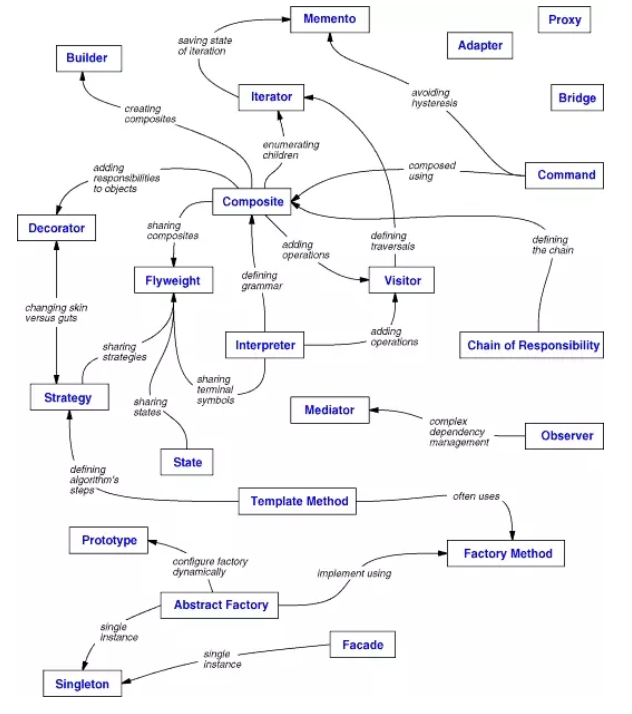 Memento
Proxy
saving state
of iteration
Adapter
Builder
Iterator
avoiding
hysteresis
Bridge
creating
composites
enumerating
children
adding
responsibilities
to objects
composed
using
Command
Composite
Decorator
sharing
composites
adding
operations
defining
traversals
defining
the chain
Flyweight
defining
grammar
Visitor
changing skin
versus guts
sharing
strategies
Interpreter
adding
operations
Chain of Responsibility
Strategy
sharing
states
sharing
terminal
symbols
Mediator
complex
dependency
management
Observer
State
defining
algorithm's
steps
Template Method
often uses
Prototype
configure factory
dynamically
implement using
Factory Method
Abstract Factory
single
instance
single
instance
Facade
Singleton